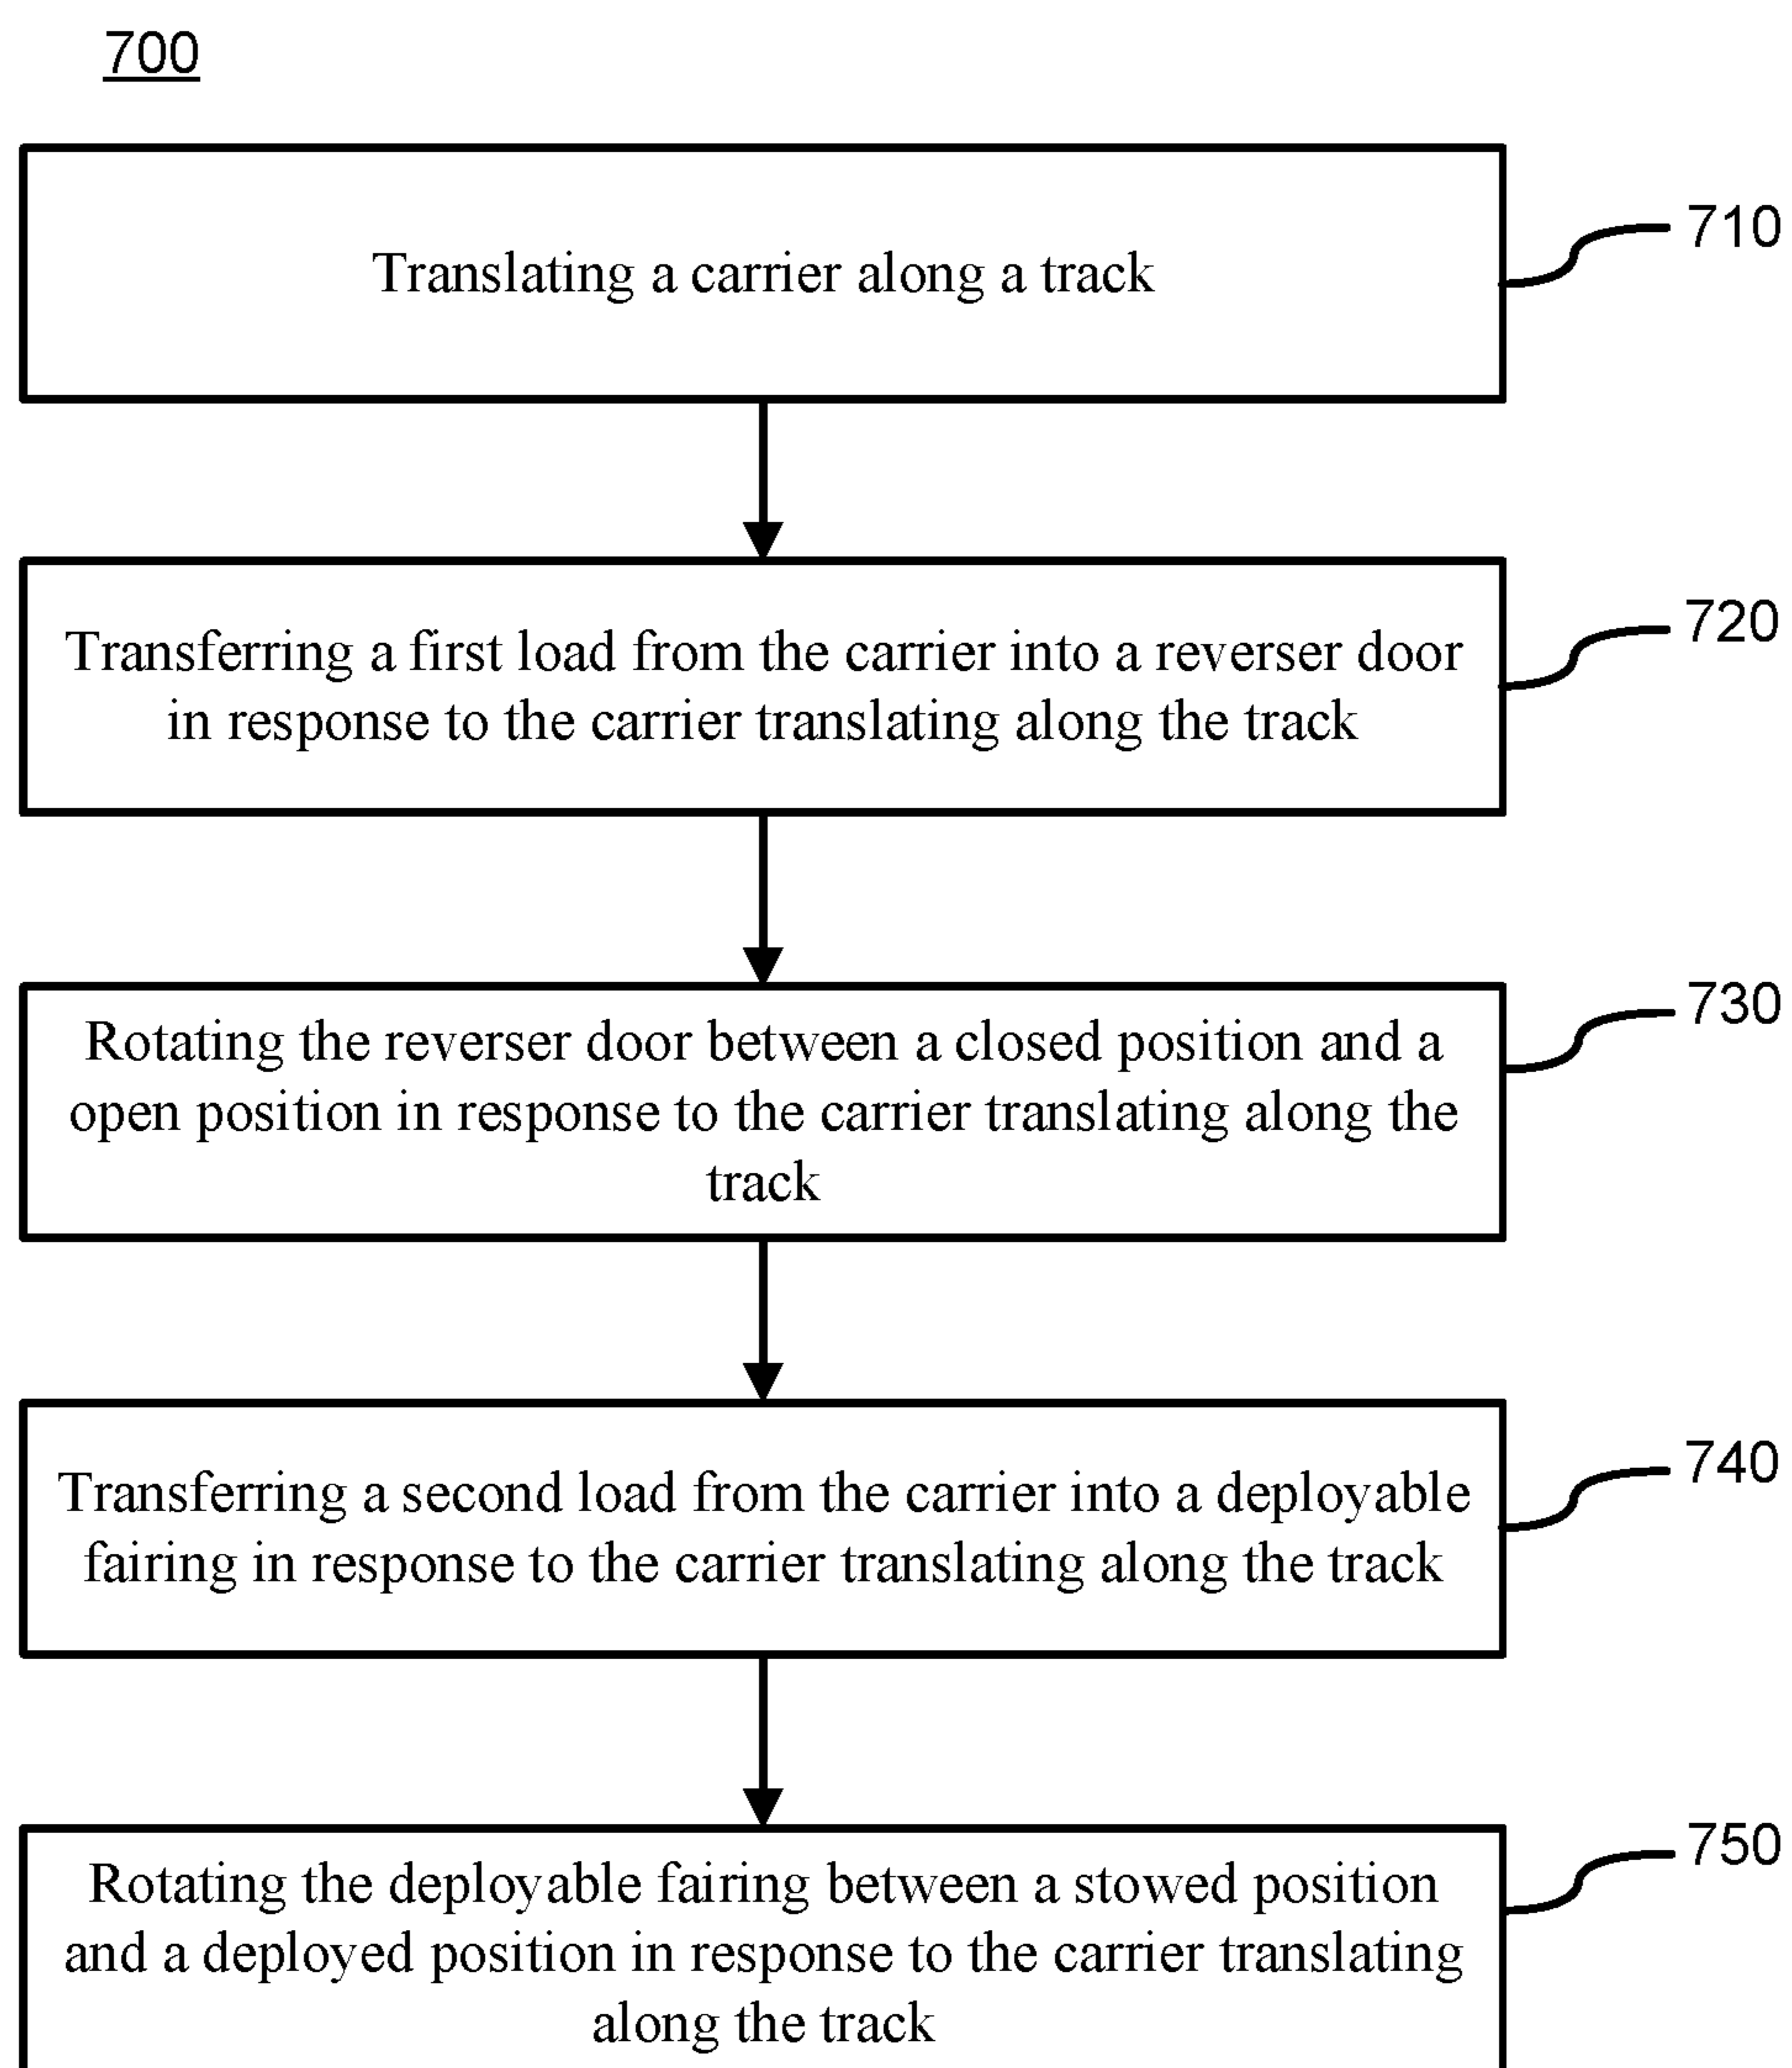 700
Translating a carrier along a track
710
Transferring a first load from the carrier into a reverser door
in response to the carrier translating along the track
720
Rotating the reverser door between a closed position and a
open position in response to the carrier translating along the
track
730
Transferring a second load from the carrier into a deployable
fairing in response to the carrier translating along the track
740
Rotating the deployable fairing between a stowed position
and a deployed position in response to the carrier translating
along the track
750